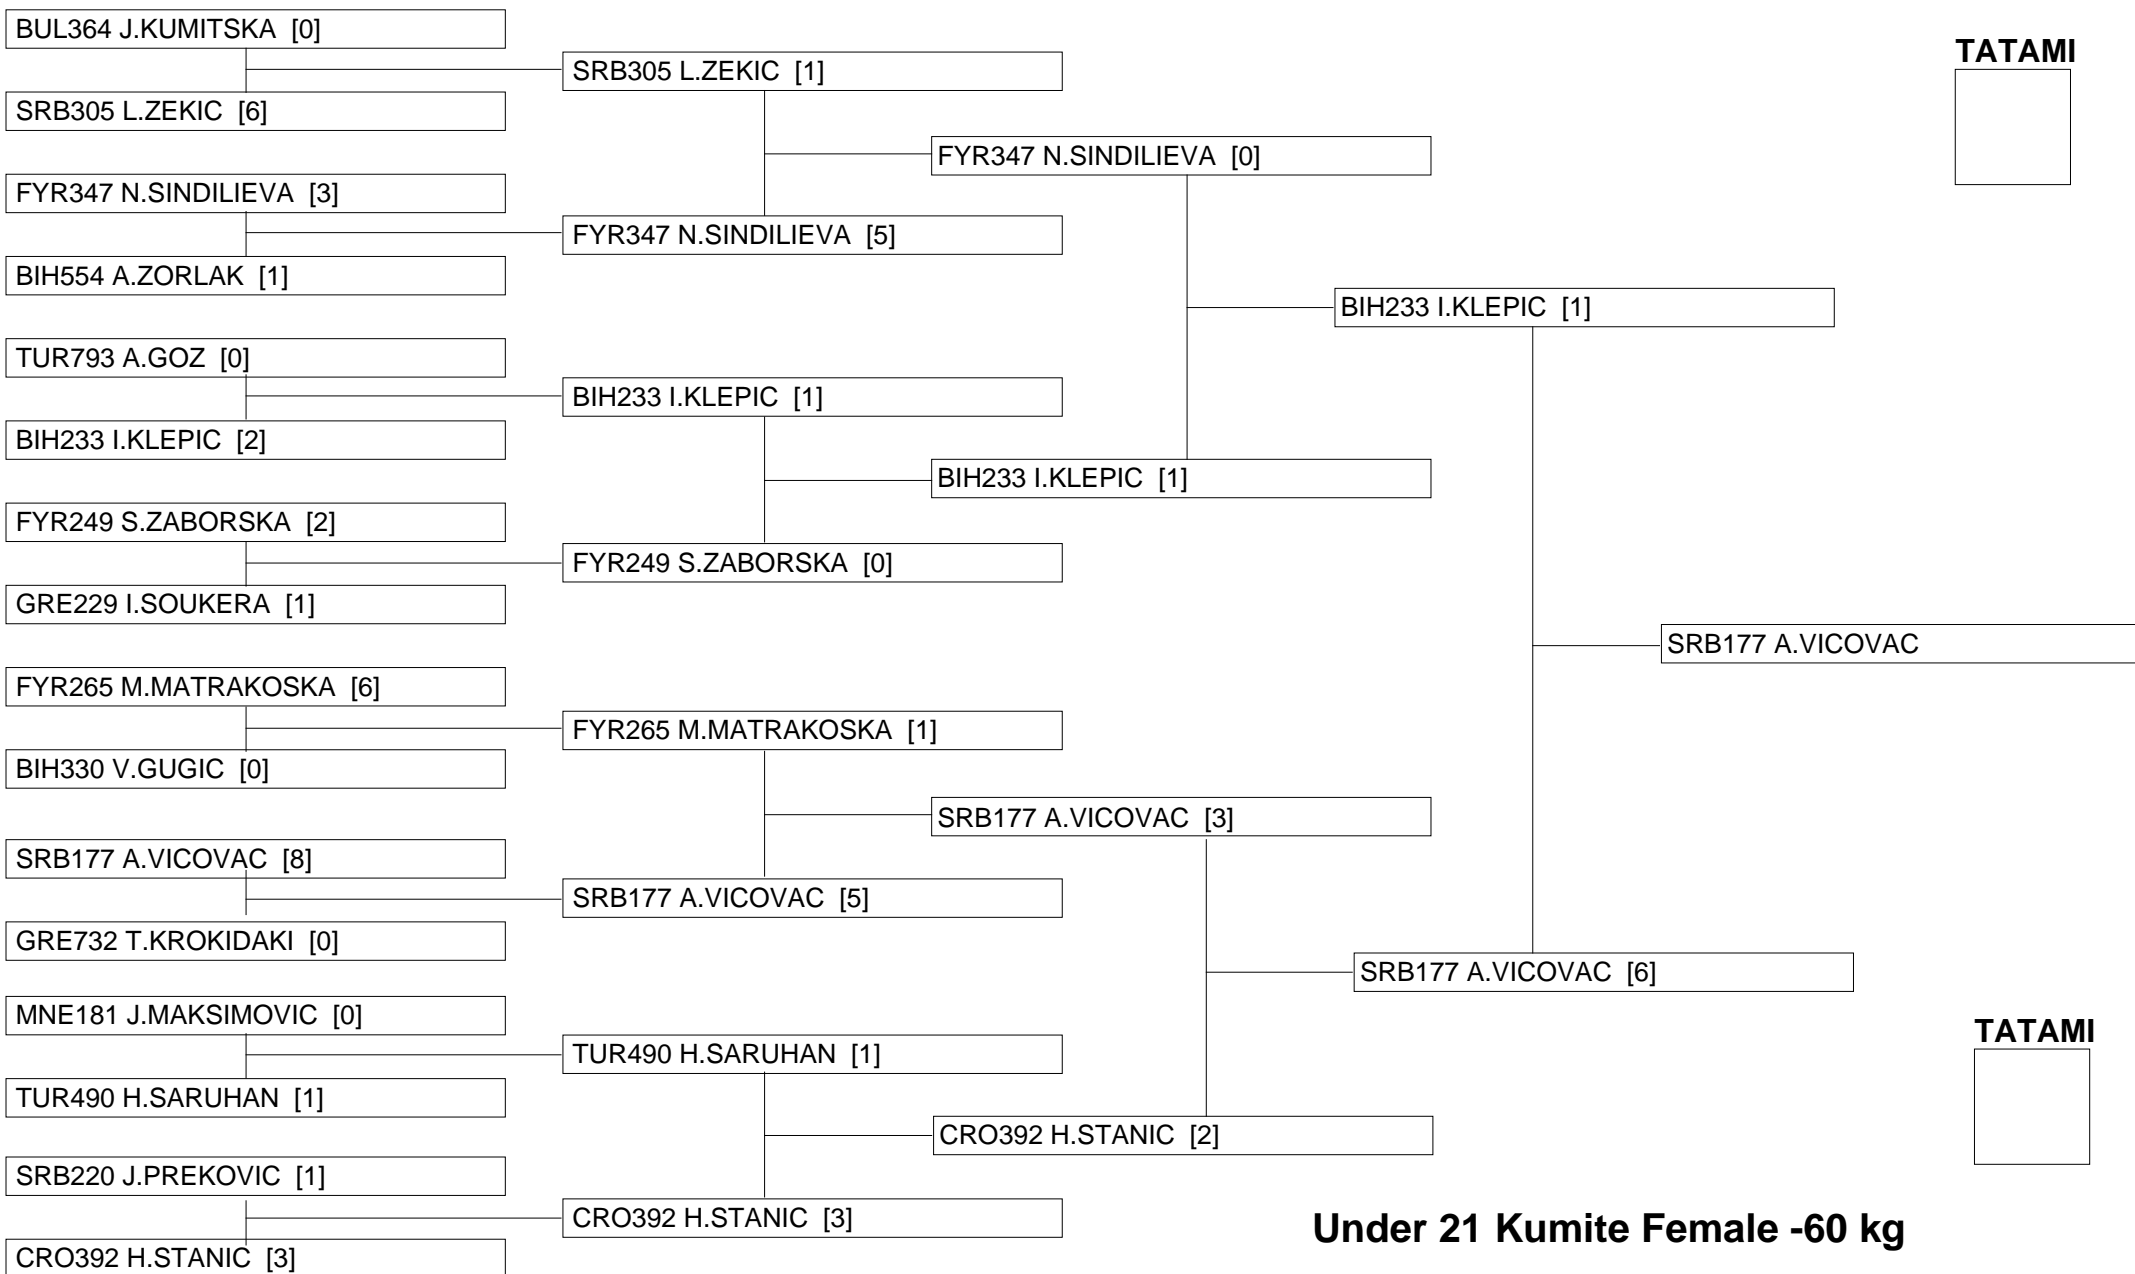 BUL364 J.KUMITSKA [0]
SRB305 L.ZEKIC [6]
FYR347 N.SINDILIEVA [3]
BIH554 A.ZORLAK [1]
TUR793 A.GOZ [0]
BIH233 I.KLEPIC [2]
FYR249 S.ZABORSKA [2]
GRE229 I.SOUKERA [1]
FYR265 M.MATRAKOSKA [6]
BIH330 V.GUGIC [0]
SRB177 A.VICOVAC [8]
GRE732 T.KROKIDAKI [0]
MNE181 J.MAKSIMOVIC [0]
TUR490 H.SARUHAN [1]
SRB220 J.PREKOVIC [1]
CRO392 H.STANIC [3]
SRB305 L.ZEKIC [1]
FYR347 N.SINDILIEVA [5]
BIH233 I.KLEPIC [1]
FYR249 S.ZABORSKA [0]
FYR265 M.MATRAKOSKA [1]
SRB177 A.VICOVAC [5]
TUR490 H.SARUHAN [1]
CRO392 H.STANIC [3]
FYR347 N.SINDILIEVA [0]
BIH233 I.KLEPIC [1]
SRB177 A.VICOVAC [3]
CRO392 H.STANIC [2]
BIH233 I.KLEPIC [1]
SRB177 A.VICOVAC [6]
SRB177 A.VICOVAC
TATAMI
TATAMI
Under 21 Kumite Female -60 kg